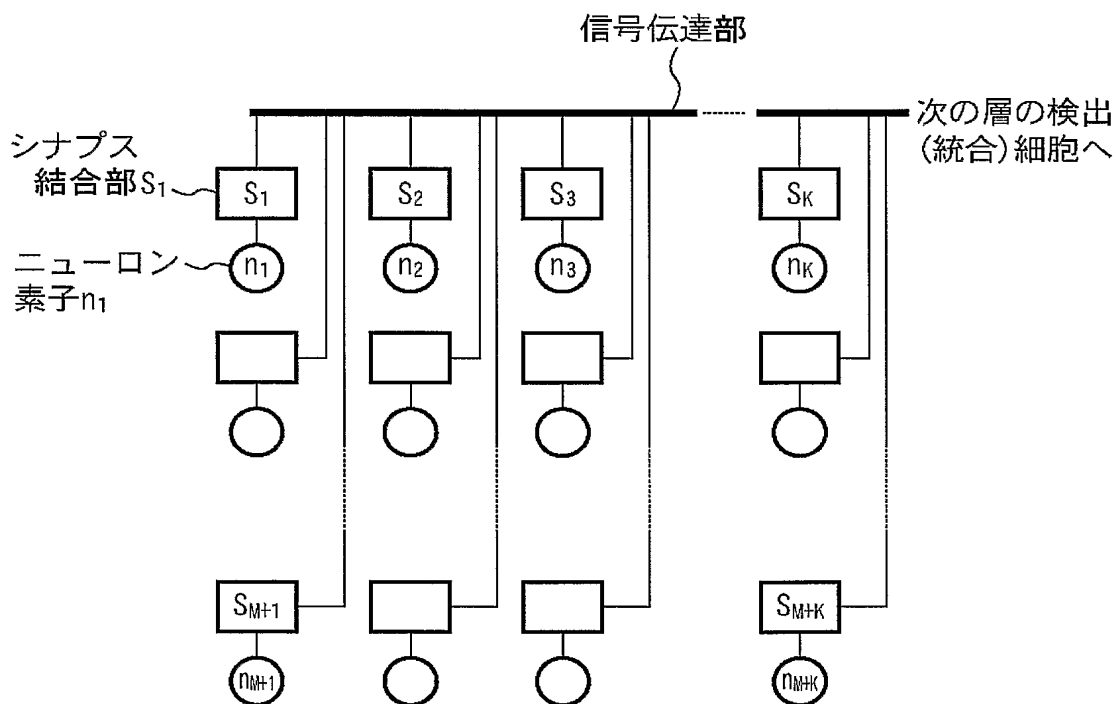 信号伝達部
次の層の検出
(統合)細胞へ
シナプス
結合部S1
S1
S2
S3
SK
ニューロン
素子n1
n1
n2
n3
nK
SM+1
SM+K
nM+1
nM+K